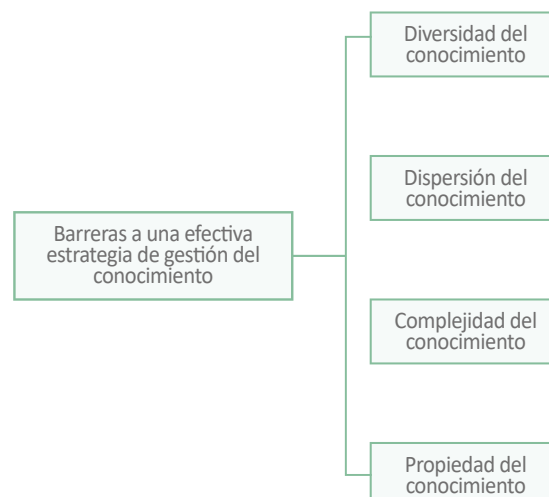 Diversidad del
conocimiento
Dispersión del
conocimiento
Barreras a una efectiva
estrategia de gestión del
conocimiento
Complejidad del
conocimiento
Propiedad del
conocimiento